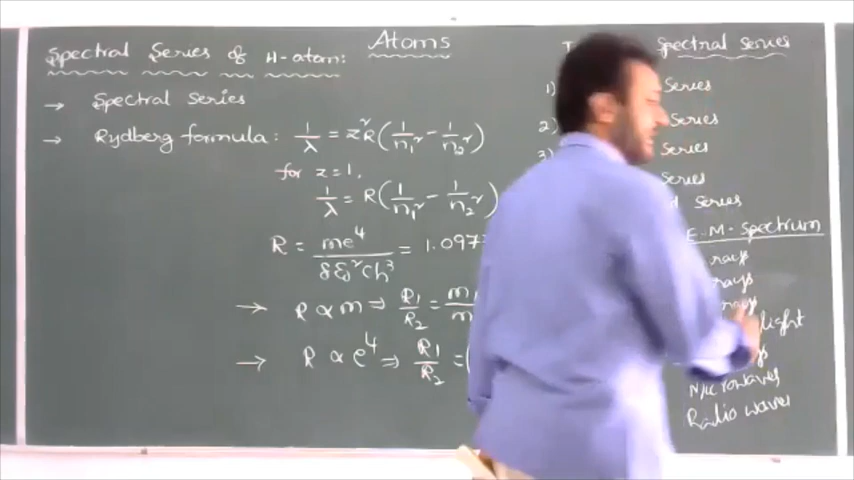 Atoms
Spectral Series of H-atom:
→ Spectral Series
→ Rydberg formula: 1/λ = z²R(1/n₁² - 1/n₂²)
for z=1,
1/λ = R(1/n₁² - 1/n₂²)
R = me⁴/8ε₀²ch³ = 1.097
→ R ∝ m ⇒ R₁/R₂ = m₁/m
→ R ∝ e⁴ ⇒ R₁/R₂ = (
Spectral Series
1) Series
2) Series
3) Series
Series
Series
E-M-Spectrum
rays
rays
rays
light
Microwaves
Radio waves